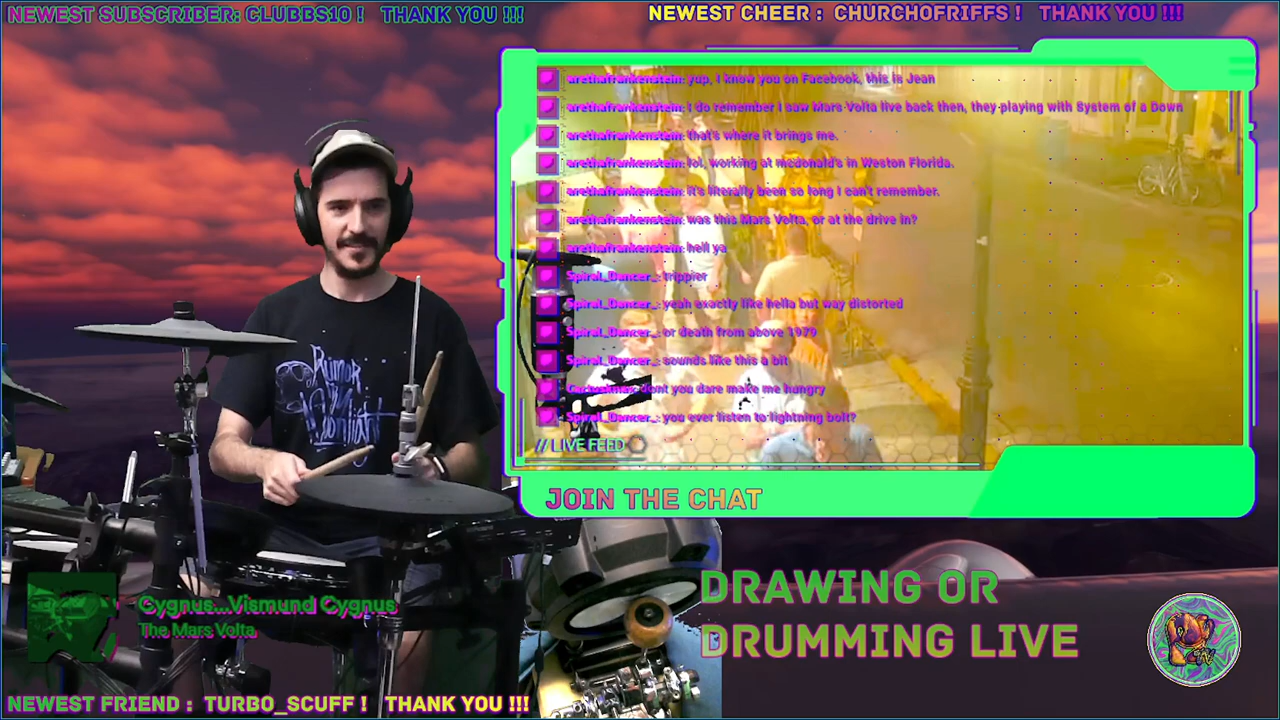 NEWEST SUBSCRIBER: CLUBBS10 ! THANK YOU !!!
NEWEST CHEER : CHURCHOFRIFFS ! THANK YOU !!!
arethafrankenstein: yup, I know you on Facebook, this is Jean
arethafrankenstein: I do remember I saw Mars Volta live back then, they playing with System of a Down
arethafrankenstein: that's where it brings me.
arethafrankenstein: lol, working at mcdonald's in Weston Florida.
arethafrankenstein: it's literally been so long I can't remember.
arethafrankenstein: was this Mars Volta, or at the drive in?
arethafrankenstein: hell ya
Spiral_Dancer_: trippier
Spiral_Dancer_: yeah exactly like hella but way distorted
Spiral_Dancer_: or death from above 1979
Spiral_Dancer_: sounds like this a bit
dont you dare make me hungry
Spiral_Dancer_: you ever listen to lightning bolt?
// LIVE FEED
JOIN THE CHAT
Cygnus...Vismund Cygnus
The Mars Volta
DRAWING OR
DRUMMING LIVE
NEWEST FRIEND : TURBO_SCUFF ! THANK YOU !!!